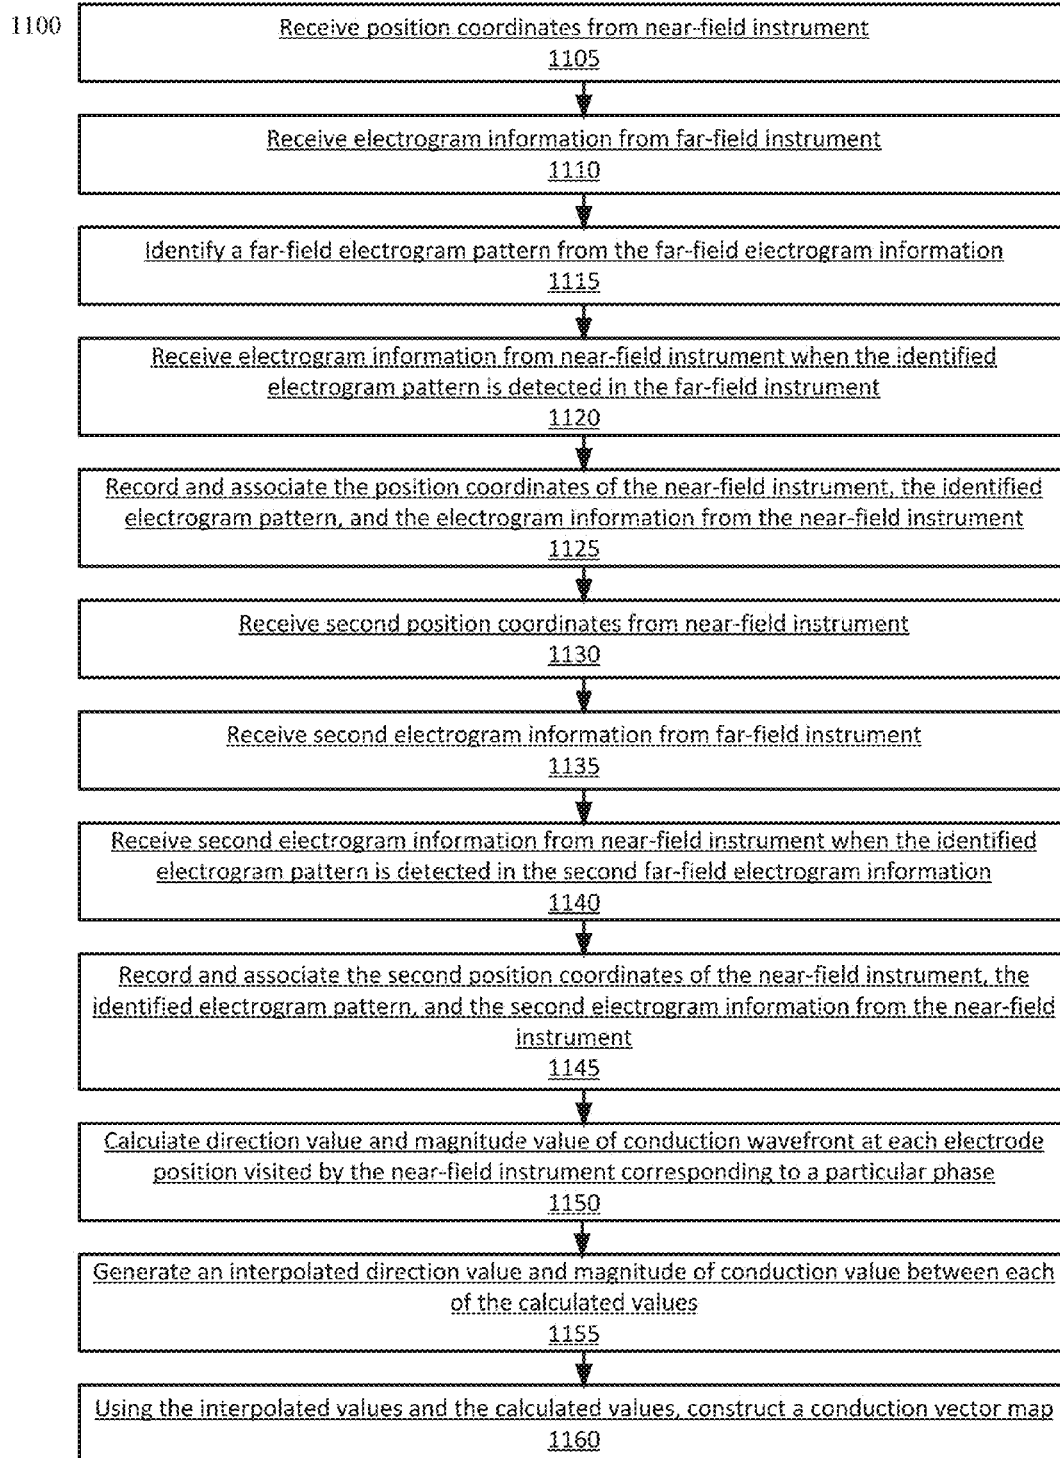 1100
Receive position coordinates from near-field instrument
1105
Receive electrogram information from far-field instrument
1110
Identify a far-field electrogram pattern from the far-field electrogram information
1115
Receive electrogram information from near-field instrument when the identified
electrogram pattern is detected in the far-field instrument
1120
Record and associate the position coordinates of the near-field instrument, the identified
electrogram pattern, and the electrogram information from the near-field instrument
1125
Receive second position coordinates from near-field instrument
1130
Receive second electrogram information from far-field instrument
1135
Receive second electrogram information from near-field instrument when the identified
electrogram pattern is detected in the second far-field electrogram information
1140
Record and associate the second position coordinates of the near-field instrument, the
identified electrogram pattern, and the second electrogram information from the near-field
instrument
1145
Calculate direction value and magnitude value of conduction wavefront at each electrode
position visited by the near-field instrument corresponding to a particular phase
1150
Generate an interpolated direction value and magnitude of conduction value between each
of the calculated values
1155
Using the interpolated values and the calculated values, construct a conduction vector map
1160